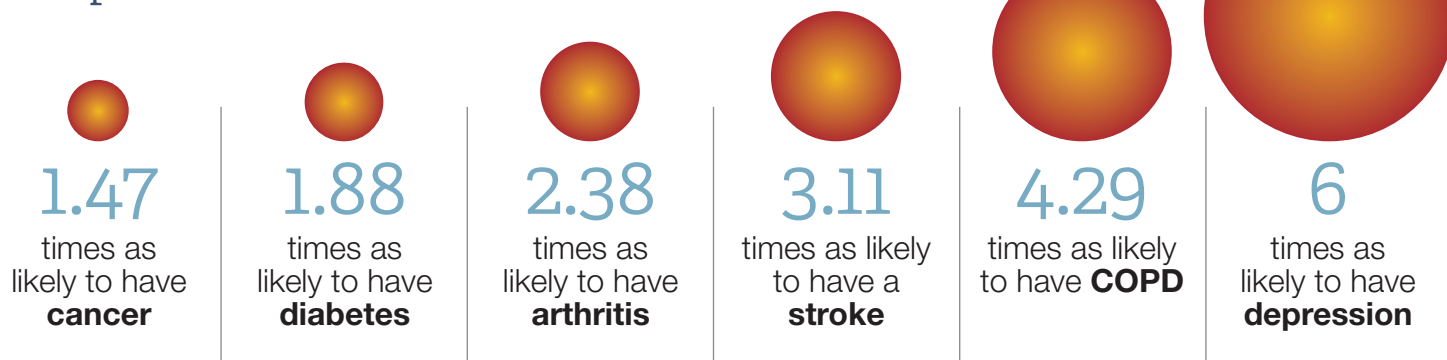 1.47
times as
likely to have
cancer
1.88
times as
likely to have
diabetes
2.38
times as
likely to have
arthritis
3.11
times as likely
to have a
stroke
4.29
times as likely
to have COPD
6
times as
likely to have
depression